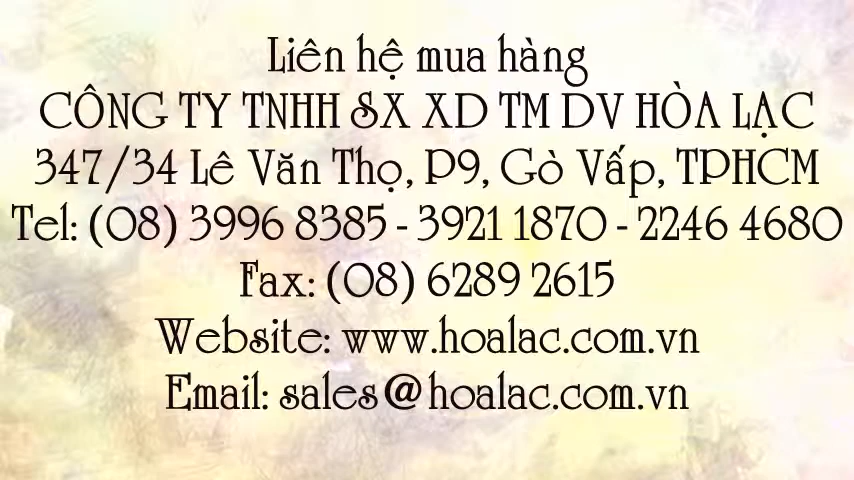 Liên hệ mua hàng
CÔNG TY TNHH SX XD TM DV HÒA LẠC
347/34 Lê Văn Thọ, P9, Gò Vấp, TPHCM
Tel: (08) 3996 8385 - 3921 1870 - 2246 4680
Fax: (08) 6289 2615
Website: www.hoalac.com.vn
Email: sales@hoalac.com.vn